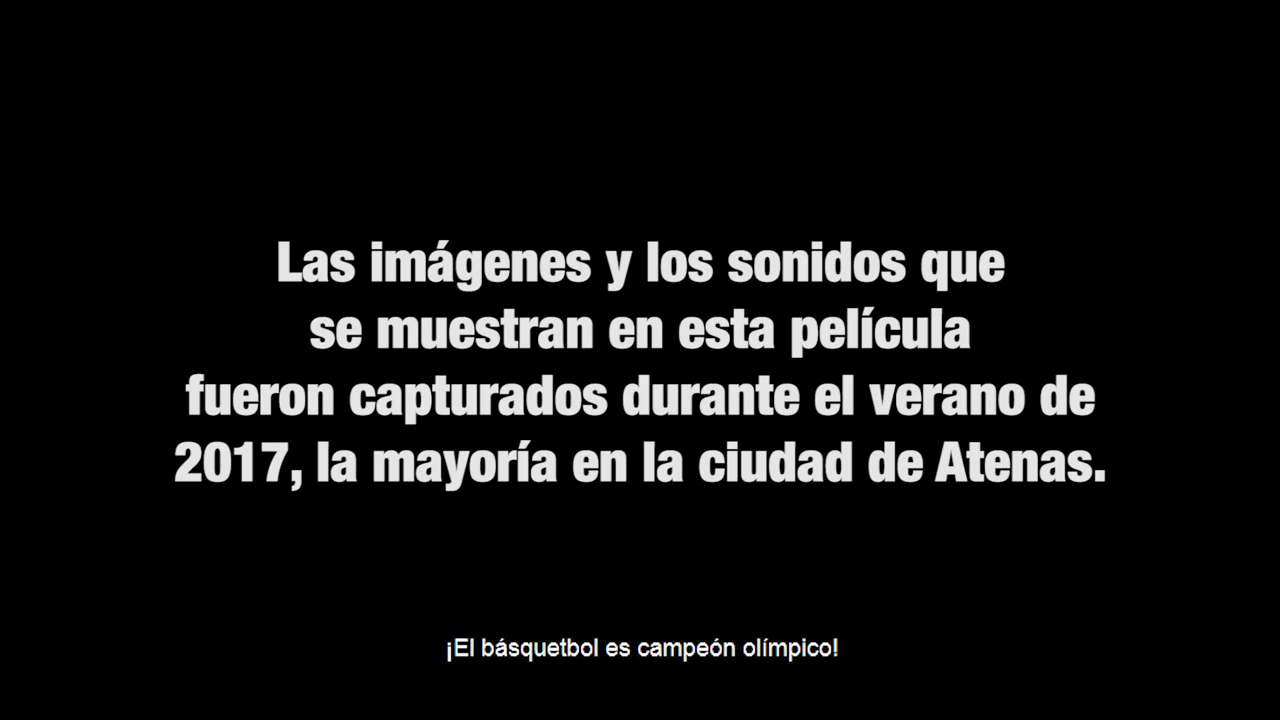 Las imágenes y los sonidos que
se muestran en esta película
fueron capturados durante el verano de
2017, la mayoría en la ciudad de Atenas.
¡El básquetbol es campeón olímpico!